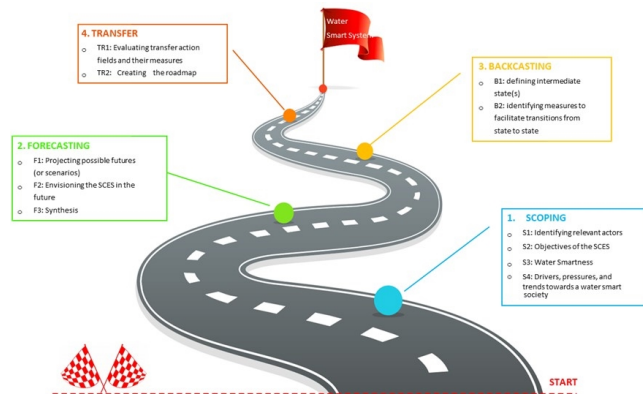 Water
Smart System
4. TRANSFER
TR1: Evaluating transfer action
fields and their measures
TR2: Creating the roadmap
3. BACKCASTING
B1: defining intermediate
state(s)
B2: identifying measures to
facilitate transitions from
state to state
2. FORECASTING
F1: Projecting possible futures
(or scenarios)
F2: Envisioning the SCES in the
future
F3: Synthesis
1. SCOPING
S1: Identifying relevant actors
S2: Objectives of the SCES
S3: Water Smartness
S4: Drivers, pressures, and
trends towards a water smart
society
START